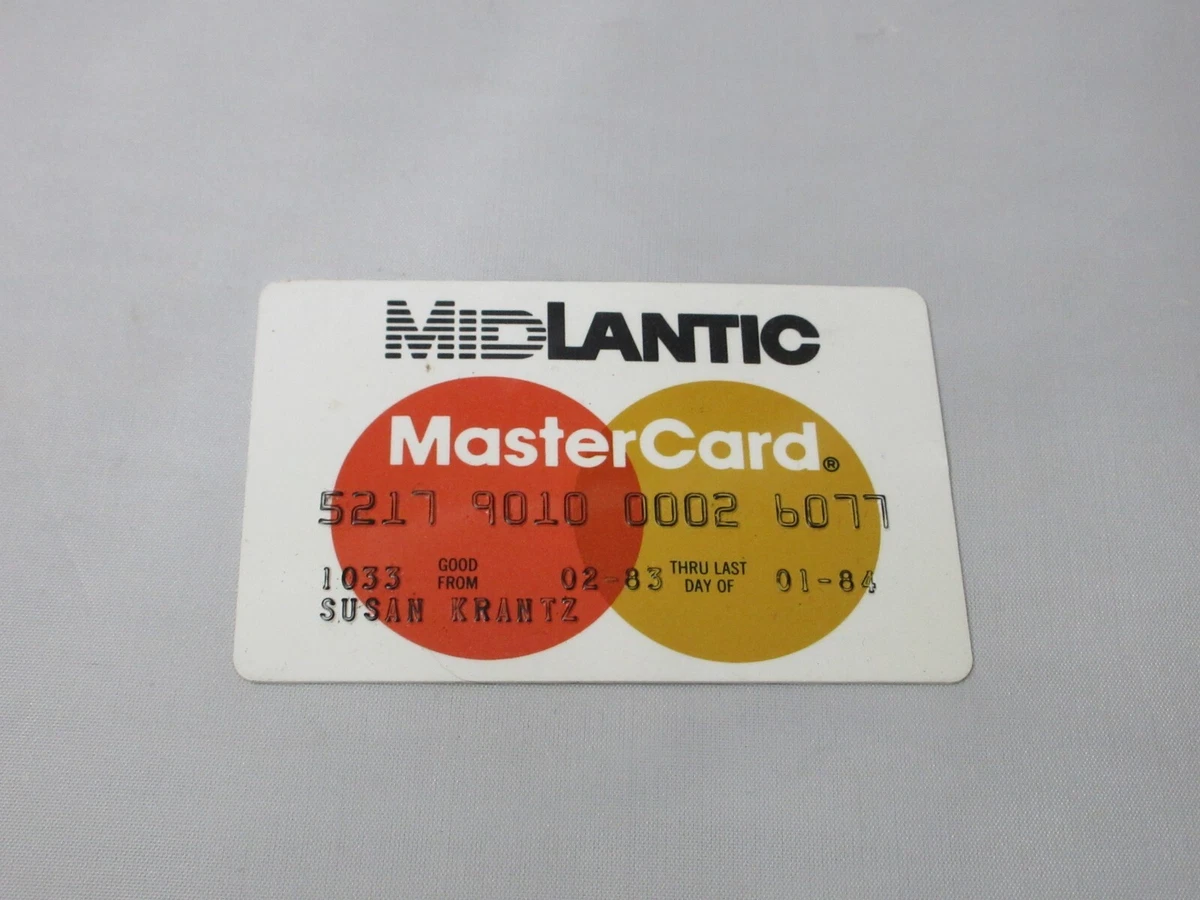 MIDLANTIC
MasterCard®
5217 9010 0002 6077
1033 GOOD FROM 02-83 THRU LAST DAY OF 01-84
SUSAN KRANTZ